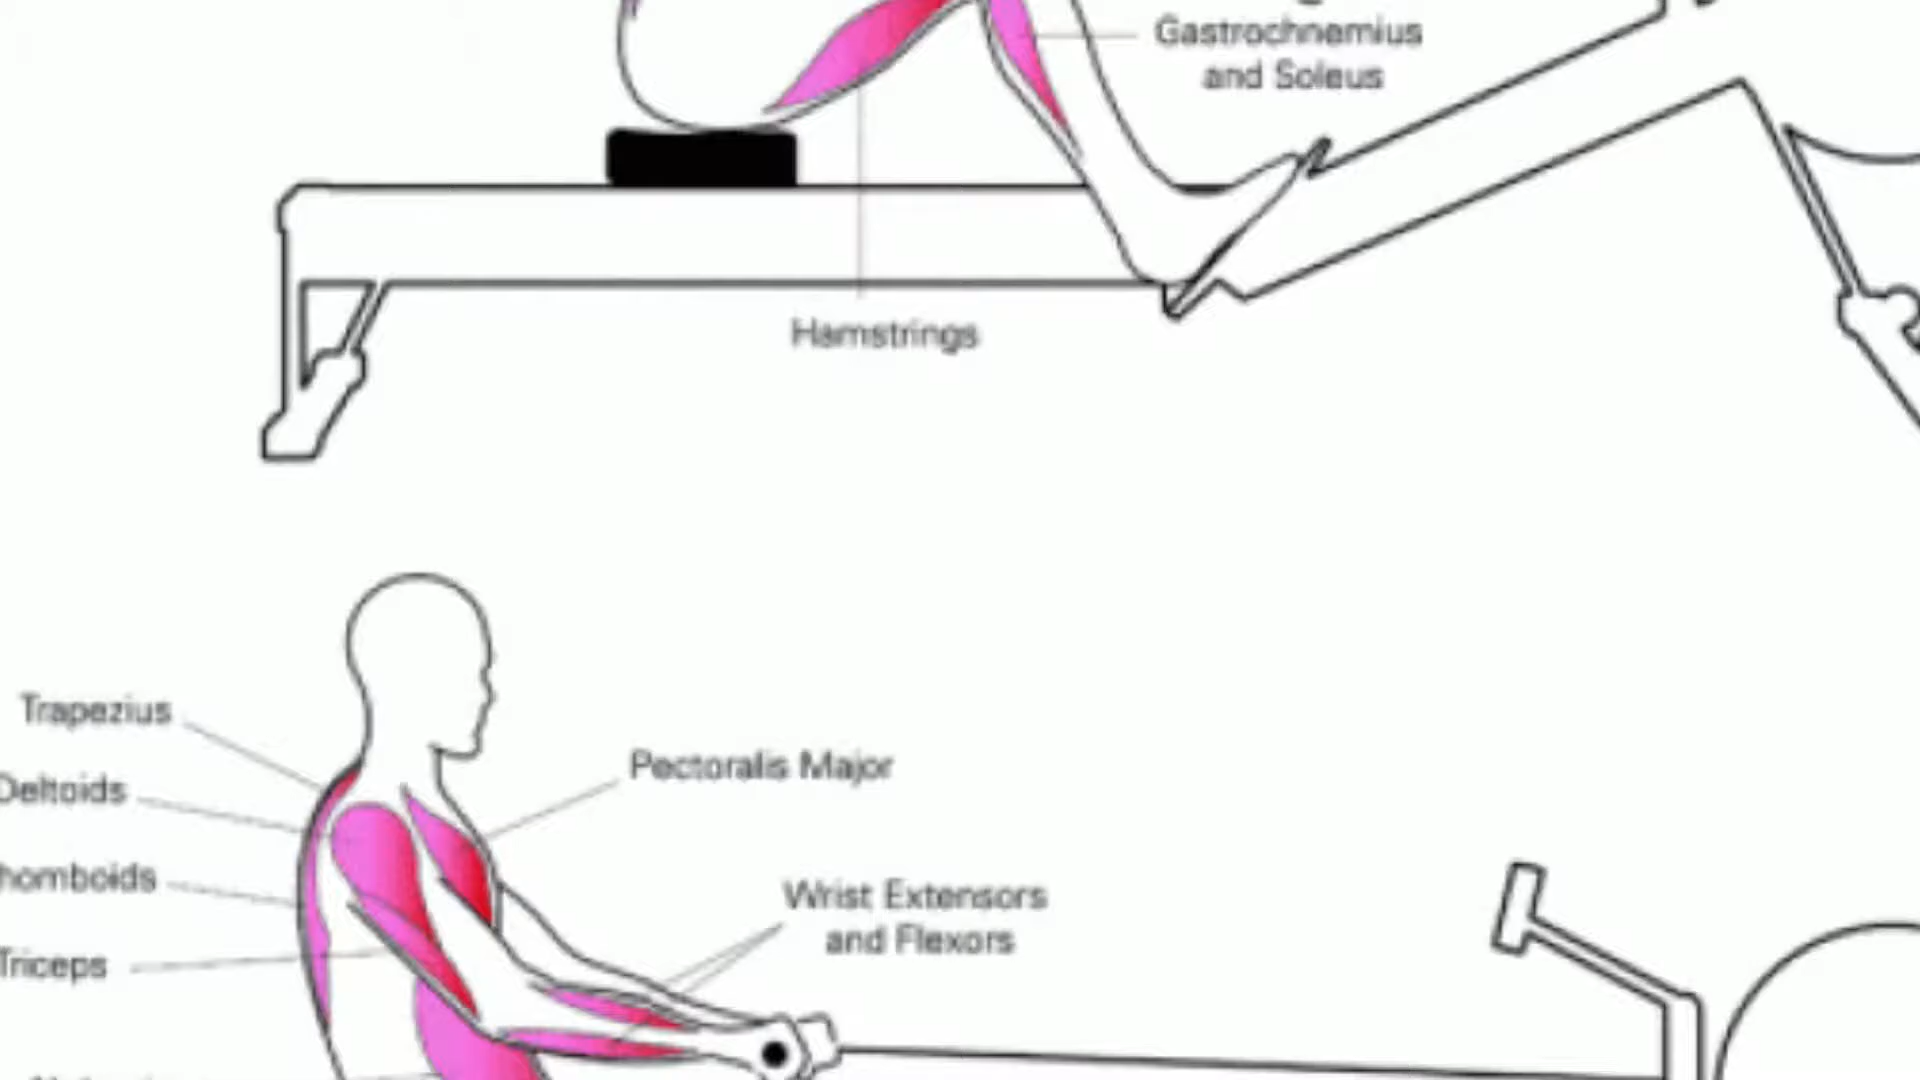 Gastrochnemius
and Soleus
Hamstrings
Trapezius
Deltoids
Pectoralis Major
homboids
Wrist Extensors
and Flexors
Triceps